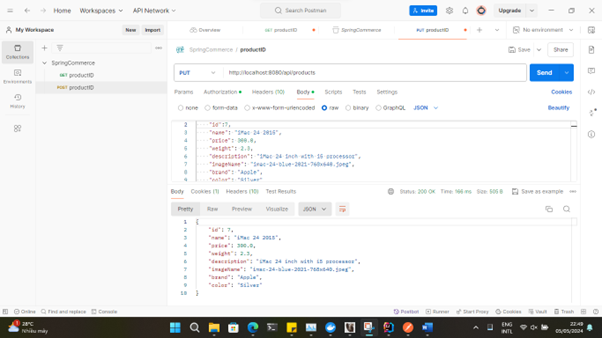 Home Workspaces API Network Search Postman Invite Upgrade
My Workspace New Import Overview GET productID SpringCommerce PUT productID No environment
Collections
SpringCommerce
GET productID
POST productID
Environments
History
SpringCommerce / productID Save Share
PUT http://localhost:8080/api/products Send
Params Authorization Headers (10) Body Scripts Tests Settings Cookies
none form-data x-www-form-urlencoded raw binary GraphQL JSON Beautify
2 "id":7,
3 "name": "iMac 24 2015",
4 "price": 300.0,
5 "weight": 2.3,
6 "description": "iMac 24 inch with i5 processor",
7 "imageName": "imac-24-blue-2021-768x640.jpeg",
8 "brand": "Apple",
9 "color": "Silver"
Body Cookies (1) Headers (10) Test Results Status: 200 OK Time: 166 ms Size: 500 B Save as example
Pretty Raw Preview Visualize JSON
1 {
2 "id": 7,
3 "name": "iMac 24 2015",
4 "price": 300.0,
5 "weight": 2.3,
6 "description": "iMac 24 inch with i5 processor",
7 "imageName": "imac-24-blue-2021-768x640.jpeg",
8 "brand": "Apple",
9 "color": "Silver"
10 }
Online Find and replace Console Postbot Runner Start Proxy Cookies Vault Trash
28°C
Nhiều mây
ENG
INTL
22:49
05/05/2024